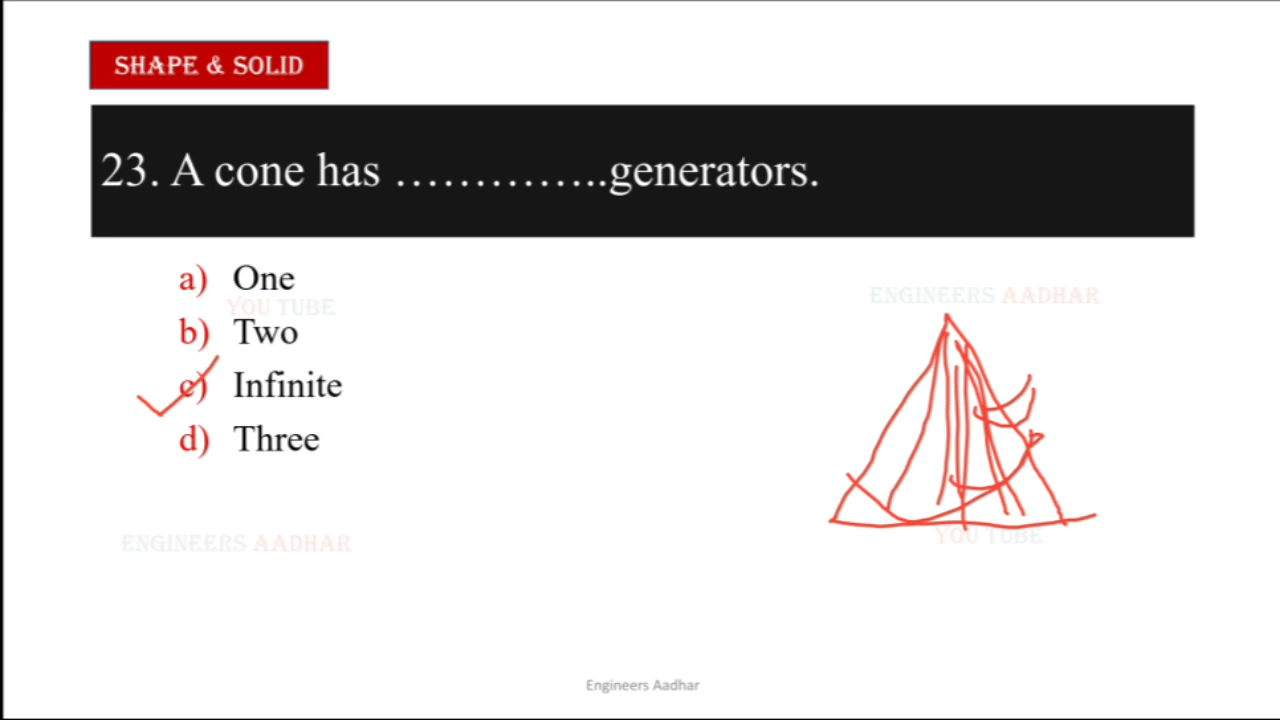 SHAPE & SOLID
23. A cone has …………..generators.
a) One
YOU TUBE
ENGINEERS AADHAR
b) Two
c) Infinite
d) Three
ENGINEERS AADHAR
YOU TUBE
Engineers Aadhar